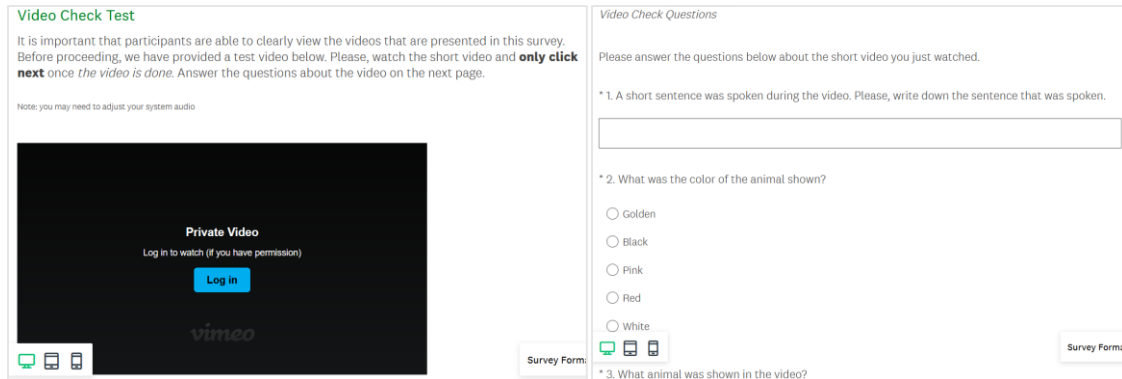 Video Check Test
It is important that participants are able to clearly view the videos that are presented in this survey.
Before proceeding, we have provided a test video below. Please, watch the short video and only click
next once the video is done. Answer the questions about the video on the next page.
Note: you may need to adjust your system audio
Private Video
Log in to watch (if you have permission)
Log in
vimeo
Survey Form
Video Check Questions
Please answer the questions below about the short video you just watched.
* 1. A short sentence was spoken during the video. Please, write down the sentence that was spoken.
* 2. What was the color of the animal shown?
Golden
Black
Pink
Red
White
Survey Forma
* 3. What animal was shown in the video?